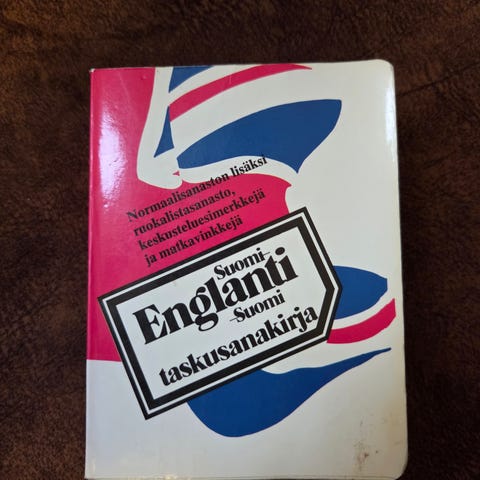 Normaalisanaston lisäksi
ruokalistasanasto,
keskusteluesimerkkejä
ja matkavinkkejä
Suomi-
Englanti
-Suomi
taskusanakirja